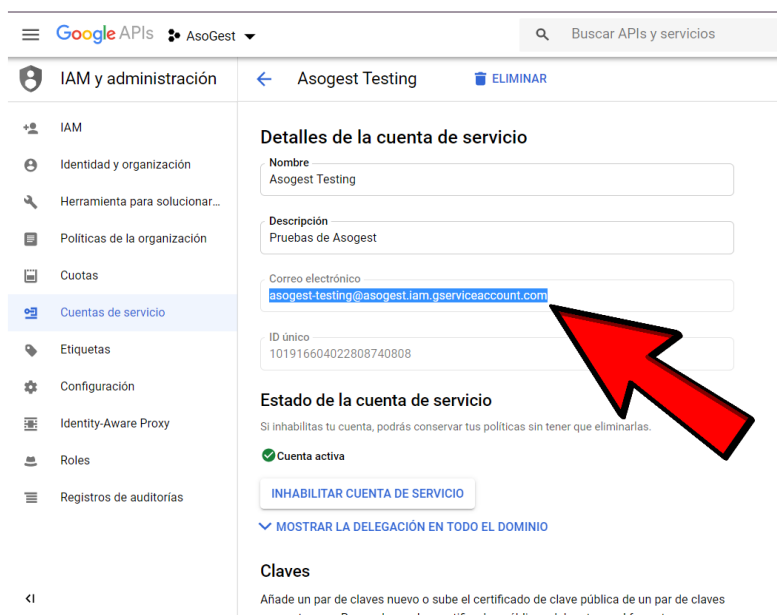 Google APIs AsoGest Buscar APIs y servicios
IAM y administración
Asogest Testing ELIMINAR
IAM
Identidad y organización
Herramienta para solucionar...
Políticas de la organización
Cuotas
Cuentas de servicio
Etiquetas
Configuración
Identity-Aware Proxy
Roles
Registros de auditorías
Detalles de la cuenta de servicio
Nombre
Asogest Testing
Descripción
Pruebas de Asogest
Correo electrónico
asogest-testing@asogest.iam.gserviceaccount.com
ID único
101916604022808740808
Estado de la cuenta de servicio
Si inhabilitas tu cuenta, podrás conservar tus políticas sin tener que eliminarlas.
Cuenta activa
INHABILITAR CUENTA DE SERVICIO
MOSTRAR LA DELEGACIÓN EN TODO EL DOMINIO
Claves
Añade un par de claves nuevo o sube el certificado de clave pública de un par de claves